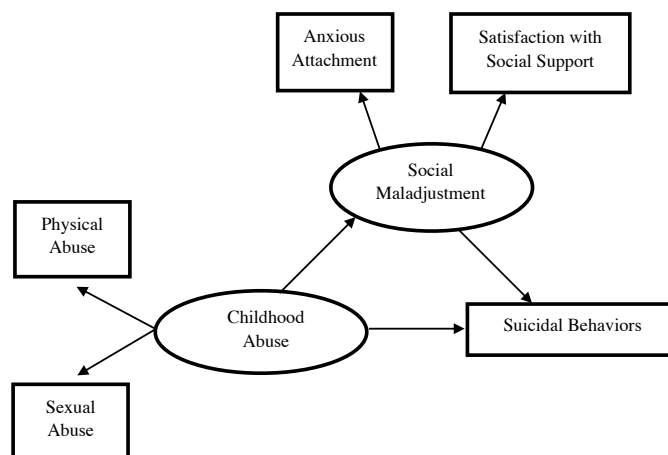 Anxious
Attachment
Satisfaction with
Social Support
Social
Maladjustment
Physical
Abuse
Childhood
Abuse
Suicidal Behaviors
Sexual
Abuse